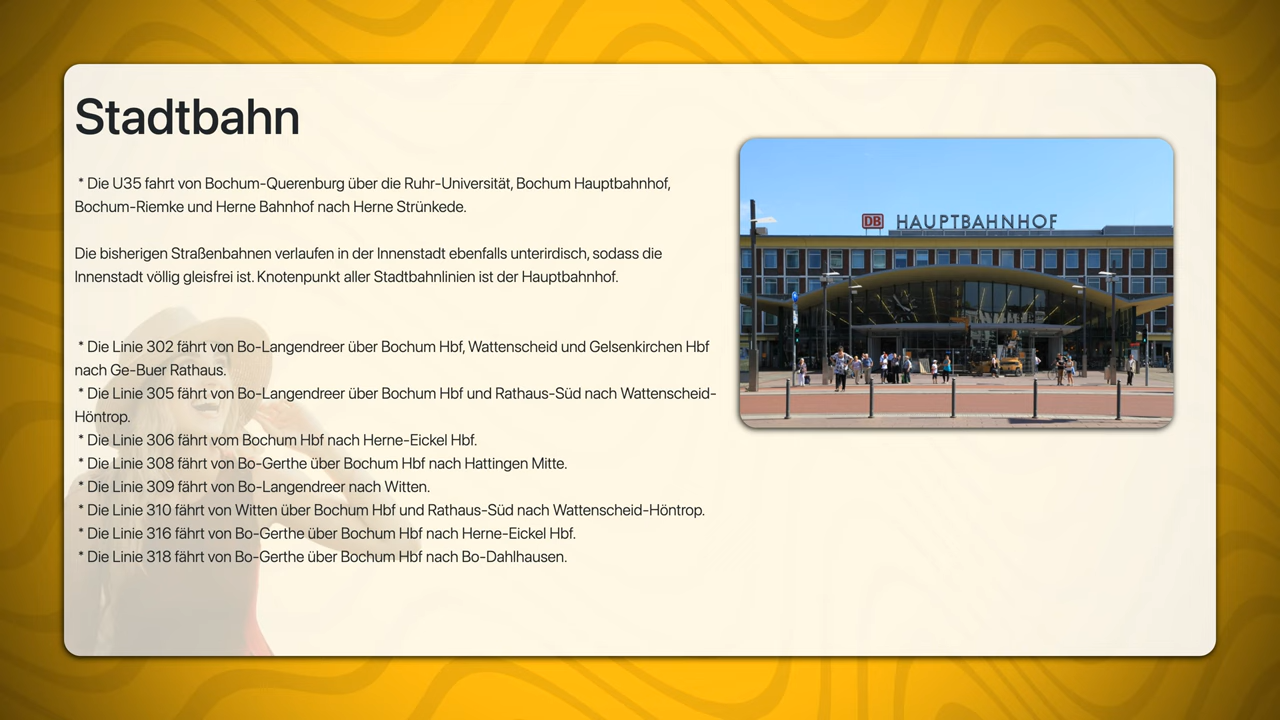 Stadtbahn
* Die U35 fahrt von Bochum-Querenburg über die Ruhr-Universität, Bochum Hauptbahnhof,
Bochum-Riemke und Herne Bahnhof nach Herne Strünkede.
Die bisherigen Straßenbahnen verlaufen in der Innenstadt ebenfalls unterirdisch, sodass die
Innenstadt völlig gleisfrei ist. Knotenpunkt aller Stadtbahnlinien ist der Hauptbahnhof.
* Die Linie 302 fährt von Bo-Langendreer über Bochum Hbf, Wattenscheid und Gelsenkirchen Hbf
nach Ge-Buer Rathaus.
* Die Linie 305 fährt von Bo-Langendreer über Bochum Hbf und Rathaus-Süd nach Wattenscheid-
Höntrop.
* Die Linie 306 fährt vom Bochum Hbf nach Herne-Eickel Hbf.
* Die Linie 308 fährt von Bo-Gerthe über Bochum Hbf nach Hattingen Mitte.
* Die Linie 309 fährt von Bo-Langendreer nach Witten.
* Die Linie 310 fährt von Witten über Bochum Hbf und Rathaus-Süd nach Wattenscheid-Höntrop.
* Die Linie 316 fährt von Bo-Gerthe über Bochum Hbf nach Herne-Eickel Hbf.
* Die Linie 318 fährt von Bo-Gerthe über Bochum Hbf nach Bo-Dahlhausen.
DB HAUPTBAHNHOF